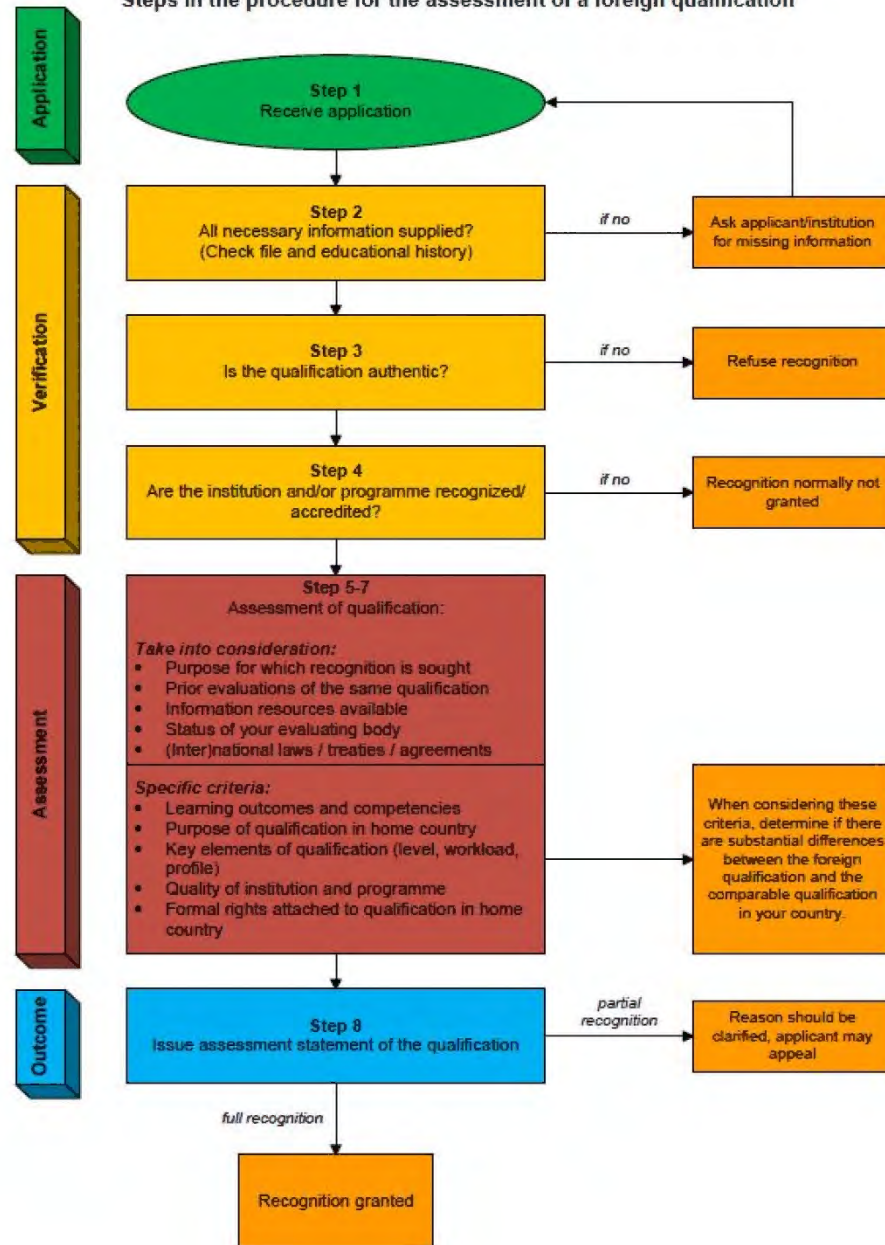 Steps in the procedure for the assessment of a foreign qualification
Application
Step 1
Receive application
Verification
Step 2
All necessary information supplied?
(Check file and educational history)
if no
Ask applicant/institution
for missing information
Step 3
Is the qualification authentic?
if no
Refuse recognition
Step 4
Are the institution and/or programme recognized/
accredited?
if no
Recognition normally not
granted
Assessment
Step 5-7
Assessment of qualification:
Take into consideration:
• Purpose for which recognition is sought
• Prior evaluations of the same qualification
• Information resources available
• Status of your evaluating body
• (Inter)national laws / treaties / agreements
Specific criteria:
• Learning outcomes and competencies
• Purpose of qualification in home country
• Key elements of qualification (level, workload,
profile)
• Quality of institution and programme
• Formal rights attached to qualification in home
country
When considering these
criteria, determine if there
are substantial differences
between the foreign
qualification and the
comparable qualification
in your country.
Outcome
Step 8
Issue assessment statement of the qualification
partial
recognition
Reason should be
clarified, applicant may
appeal
full recognition
Recognition granted